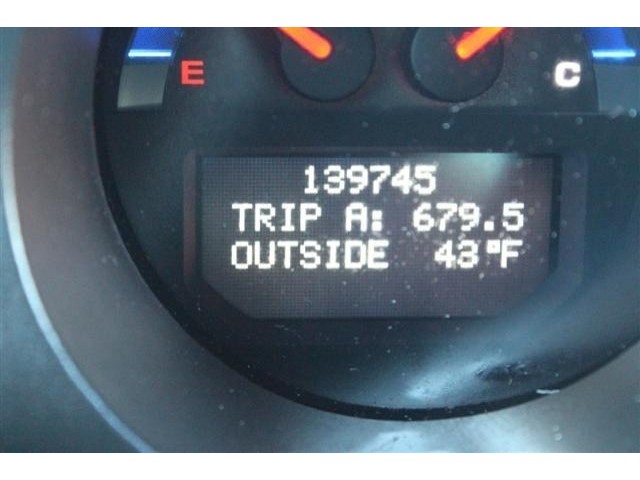 E C
139745
TRIP A: 679.5
OUTSIDE 43°F